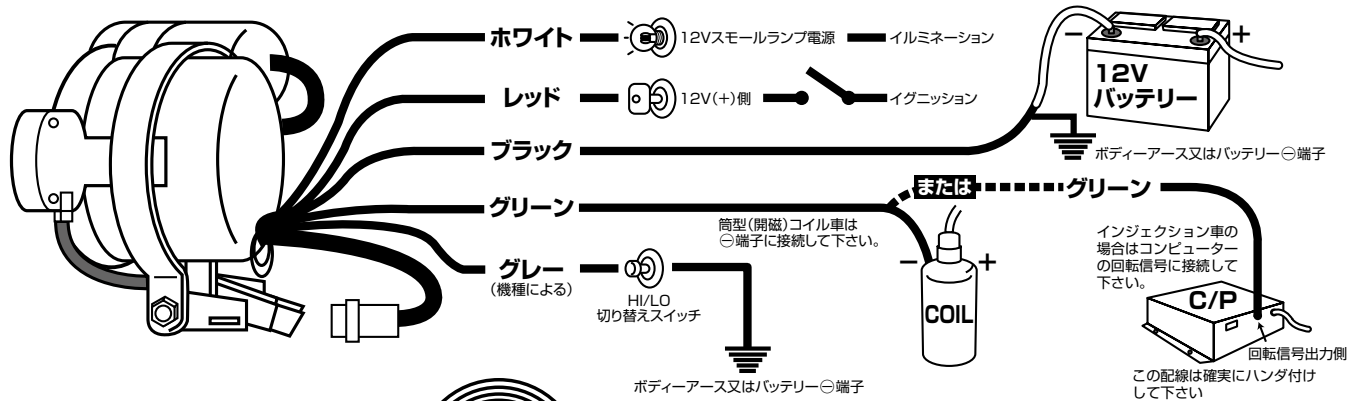 ホワイト
12Vスモールランプ電源
イルミネーション
レッド
12V(+)側
イグニッション
ブラック
− +
12V
バッテリー
ボディーアース又はバッテリー⊖端子
グリーン
または
グリーン
筒型(開磁)コイル車は
⊖端子に接続して下さい。
インジェクション車の
場合はコンピューター
の回転信号に接続して
下さい。
グレー
(機種による)
HI/LO
切り替えスイッチ
ボディーアース又はバッテリー⊖端子
− +
COIL
C/P
回転信号出力側
この配線は確実にハンダ付け
して下さい